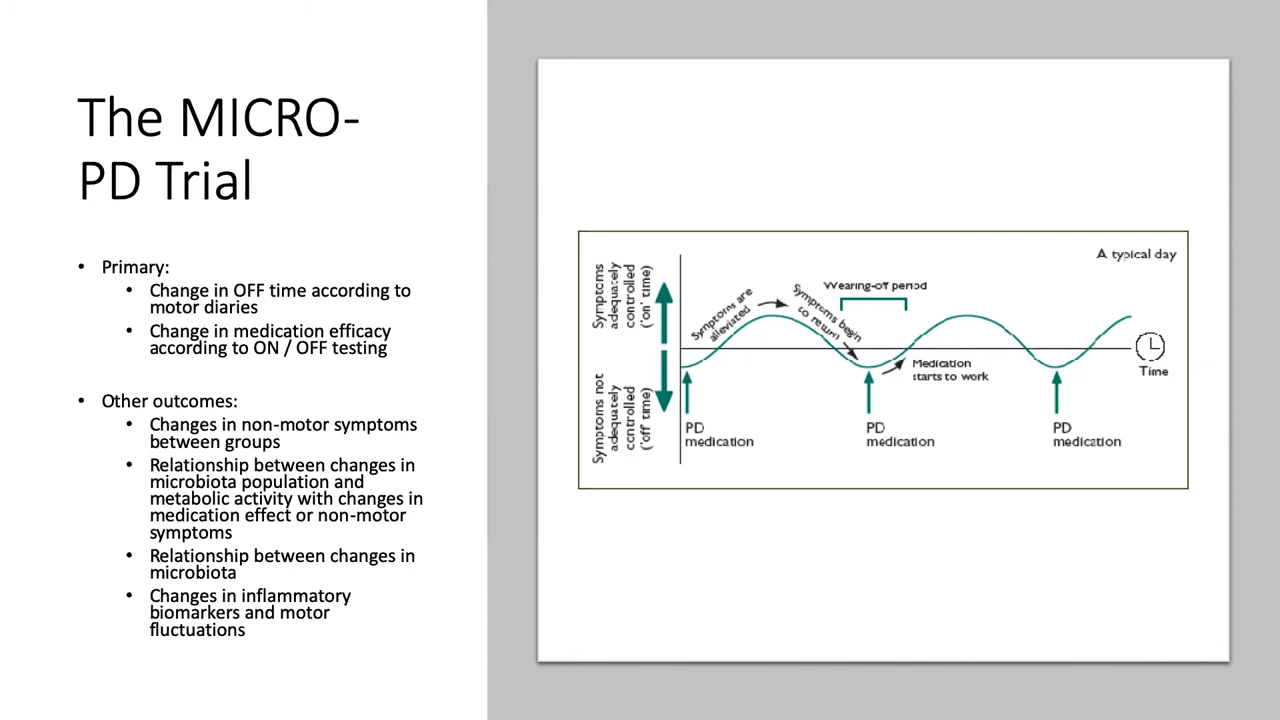 The MICRO-
PD Trial
• Primary:
• Change in OFF time according to
motor diaries
• Change in medication efficacy
according to ON / OFF testing
• Other outcomes:
• Changes in non-motor symptoms
between groups
• Relationship between changes in
microbiota population and
metabolic activity with changes in
medication effect or non-motor
symptoms
• Relationship between changes in
microbiota
• Changes in inflammatory
biomarkers and motor
fluctuations
A typical day
Symptoms
adequately
controlled
('on' time)
Symptoms not
adequately
controlled
('off' time)
Symptoms are
alleviated
Symptoms begin
to return
Wearing-off period
Medication
starts to work
Time
PD
medication
PD
medication
PD
medication